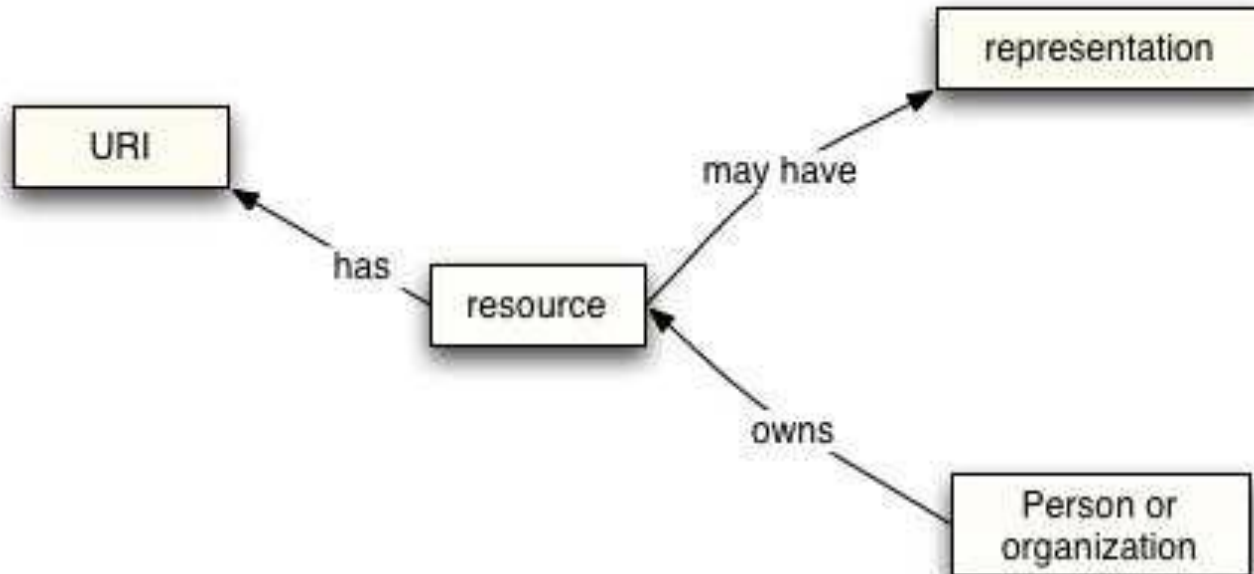 representation
URI
may have
has
resource
owns
Person or
organization